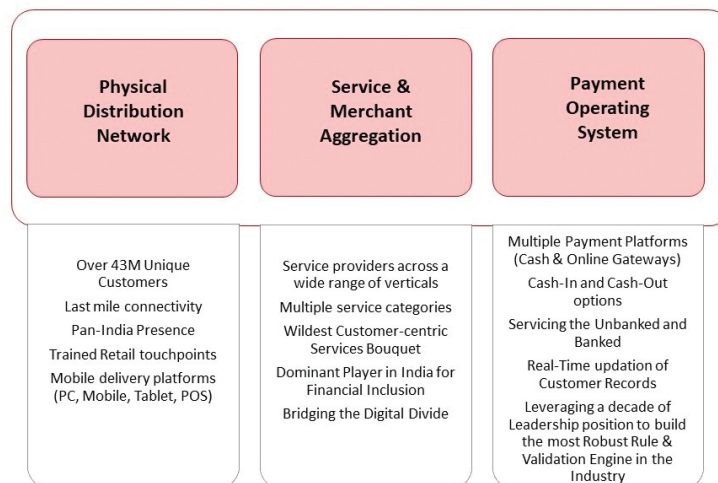 Physical
Distribution
Network
Over 43M Unique
Customers
Last mile connectivity
Pan-India Presence
Trained Retail touchpoints
Mobile delivery platforms
(PC, Mobile, Tablet, POS)
Service &
Merchant
Aggregation
Service providers across a
wide range of verticals
Multiple service categories
Wildest Customer-centric
Services Bouquet
Dominant Player in India for
Financial Inclusion
Bridging the Digital Divide
Payment
Operating
System
Multiple Payment Platforms
(Cash & Online Gateways)
Cash-In and Cash-Out
options
Servicing the Unbanked and
Banked
Real-Time updation of
Customer Records
Leveraging a decade of
Leadership position to build
the most Robust Rule &
Validation Engine in the
Industry